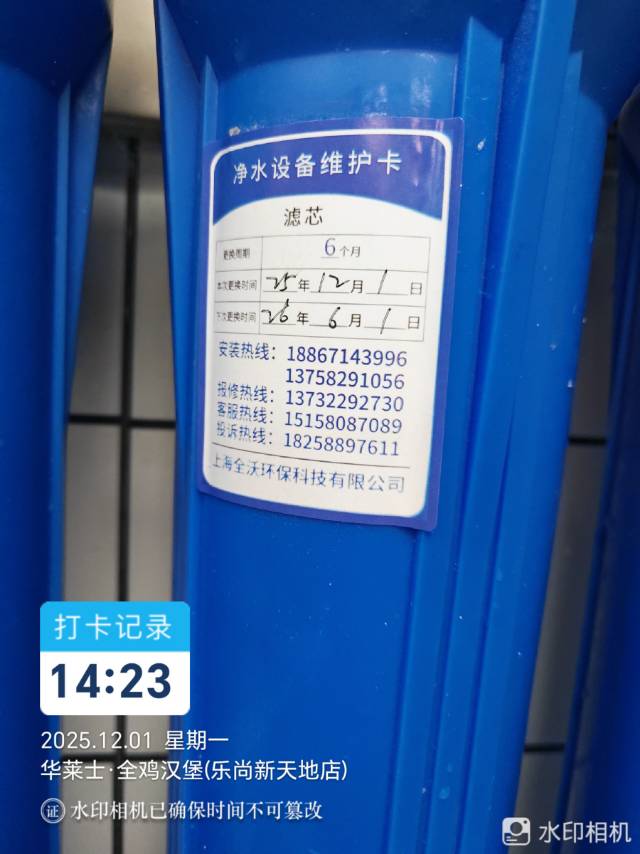 净水设备维护卡
滤芯
更换周期 6个月
本次更换时间 25年12月1日
下次更换时间 26年6月1日
安装热线：18867143996
13758291056
报修热线：13732292730
客服热线：15158087089
投诉热线：18258897611
上海全沃环保科技有限公司
打卡记录
14:23
2025.12.01 星期一
华莱士·全鸡汉堡(乐尚新天地店)
证 水印相机已确保时间不可篡改
水印相机